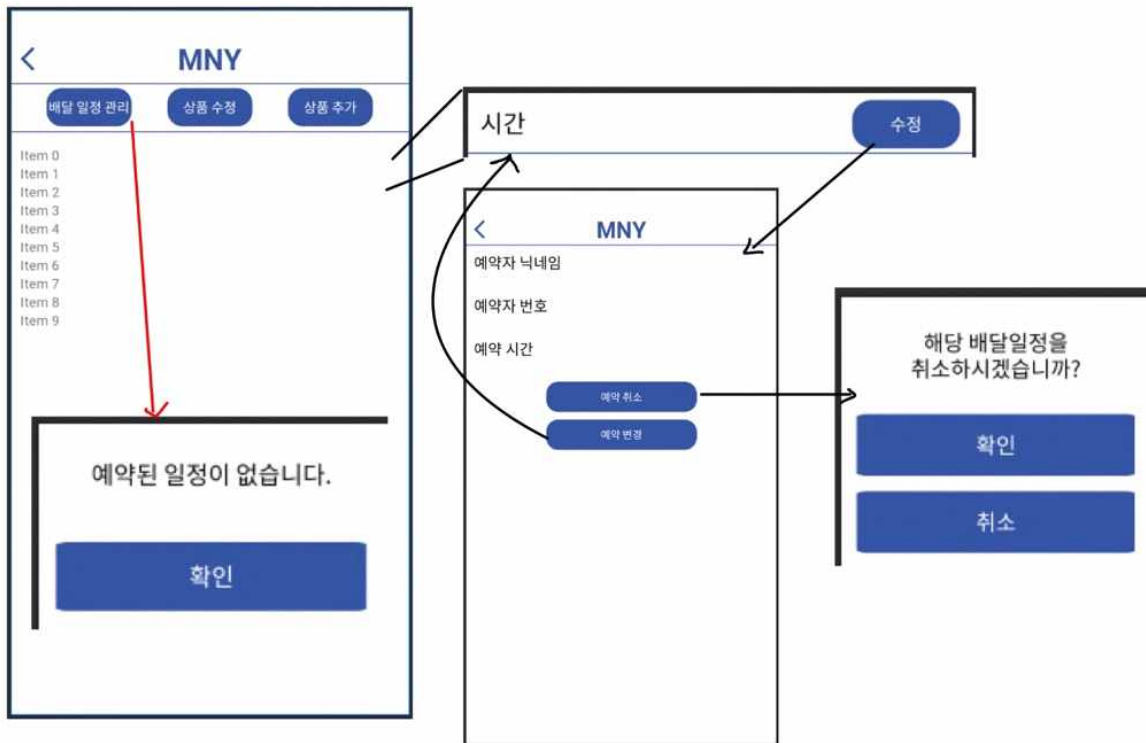 MNY
배달 일정 관리
상품 수정
상품 추가
Item 0
Item 1
Item 2
Item 3
Item 4
Item 5
Item 6
Item 7
Item 8
Item 9
예약된 일정이 없습니다.
확인
시간
수정
MNY
예약자 닉네임
예약자 번호
예약 시간
예약 취소
예약 변경
해당 배달일정을
취소하시겠습니까?
확인
취소